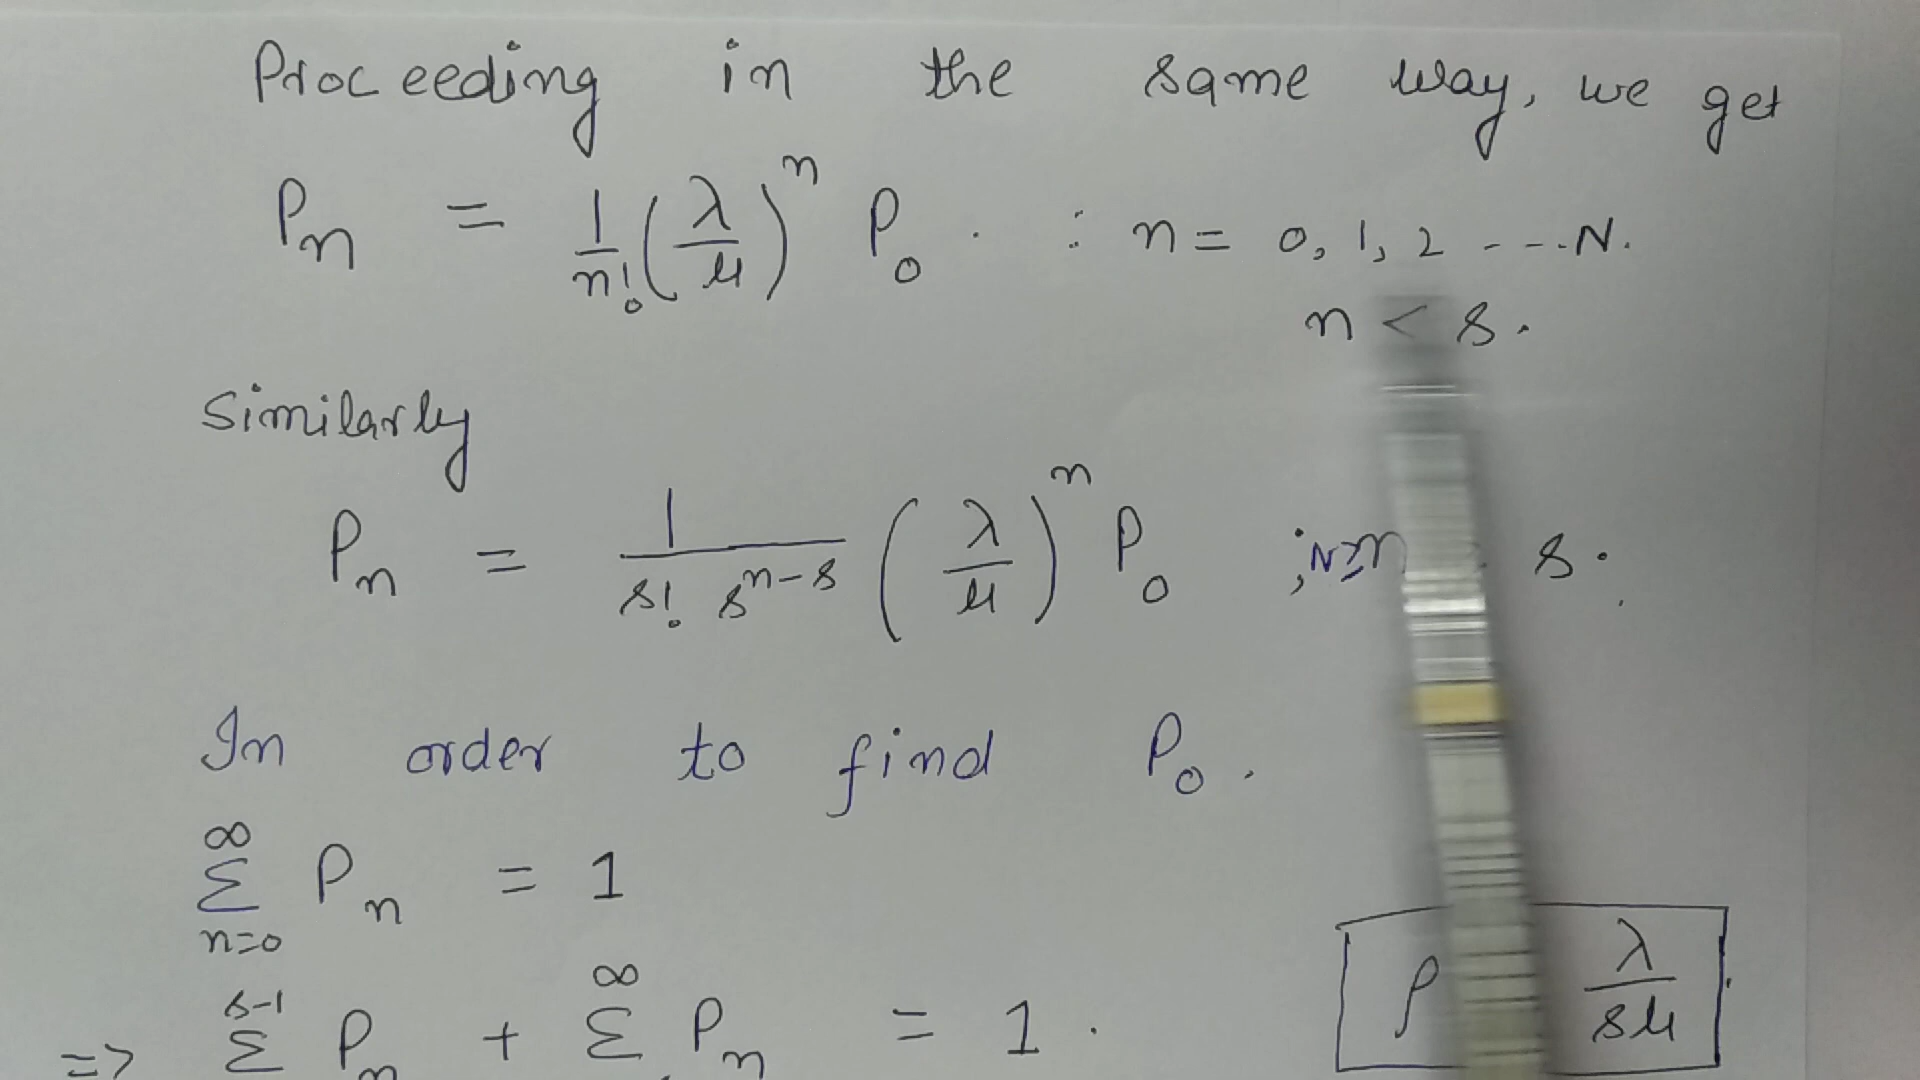 Proceeding in the same way, we get
Pn = 1/n! (λ/μ)^n P0 . : n = 0, 1, 2 ---.N.
n < s.
Similarly
Pn = 1/(s! s^(n-s)) (λ/μ)^n P0 ; s.
In order to find P0.
∞ Σ n=0 Pn = 1
=> s-1 Σ Pn + ∞ Σ Pn = 1 .
ρ λ/sμ